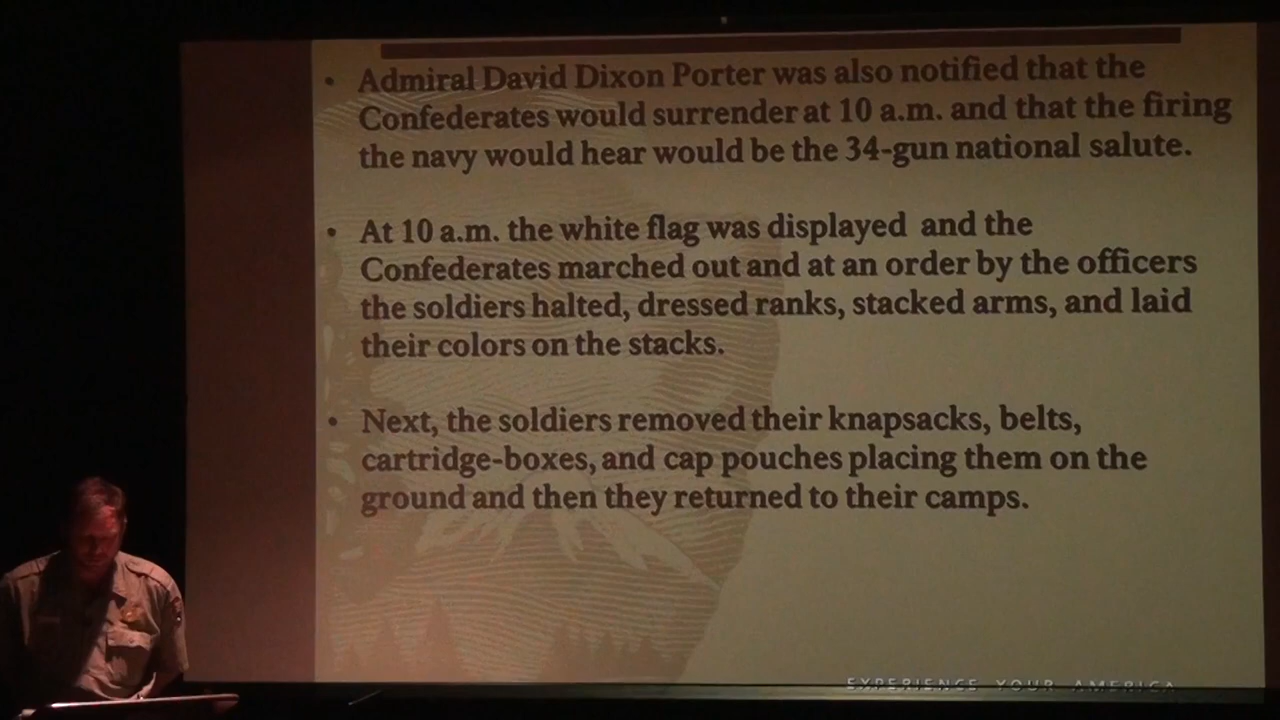 • Admiral David Dixon Porter was also notified that the
Confederates would surrender at 10 a.m. and that the firing
the navy would hear would be the 34-gun national salute.
• At 10 a.m. the white flag was displayed and the
Confederates marched out and at an order by the officers
the soldiers halted, dressed ranks, stacked arms, and laid
their colors on the stacks.
• Next, the soldiers removed their knapsacks, belts,
cartridge-boxes, and cap pouches placing them on the
ground and then they returned to their camps.
EXPERIENCE YOUR AMERICA